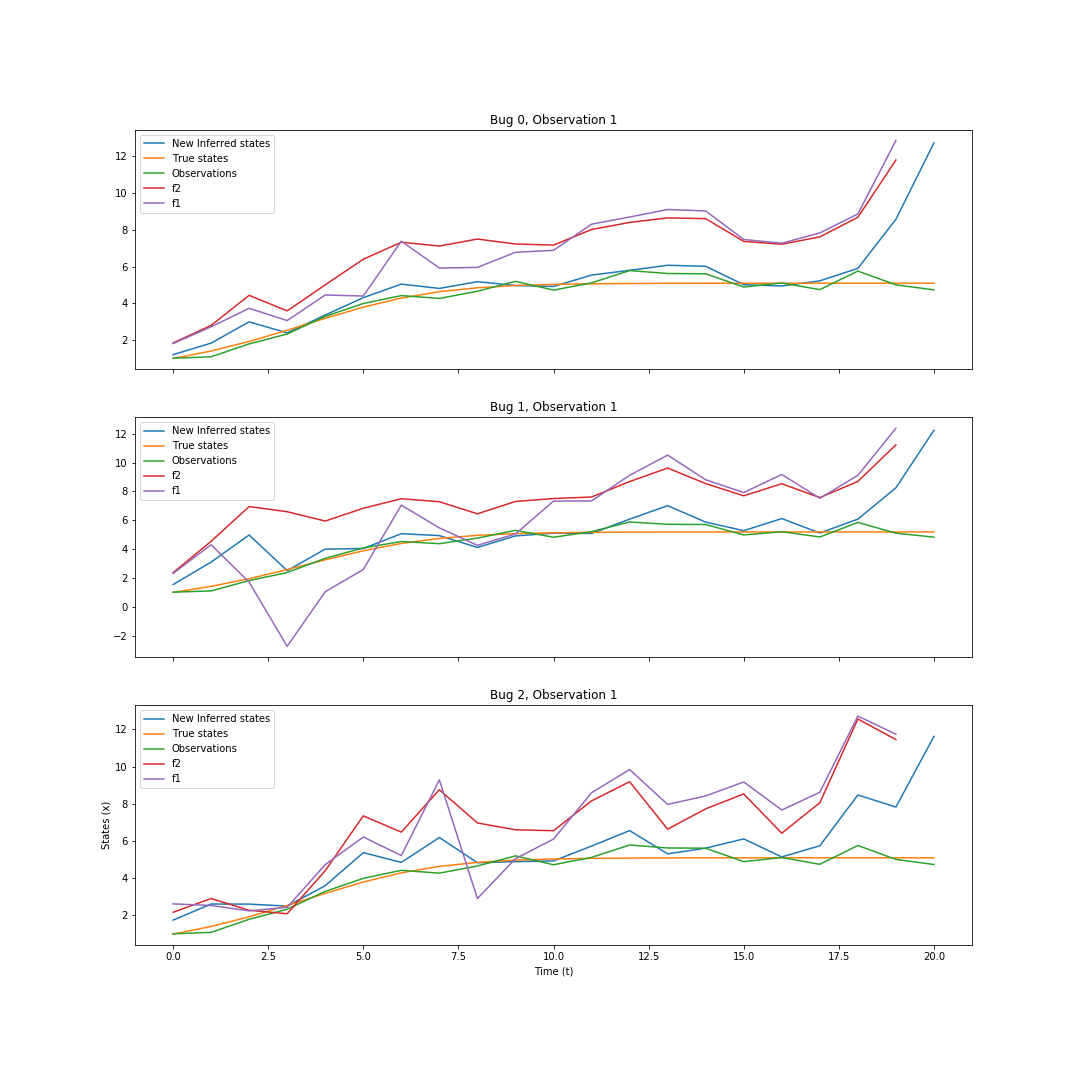 Bug 0, Observation 1
New Inferred states
True states
Observations
f2
f1
12
10
8
6
4
2
Bug 1, Observation 1
New Inferred states
True states
Observations
f2
f1
12
10
8
6
4
2
0
−2
Bug 2, Observation 1
New Inferred states
True states
Observations
f2
f1
12
10
8
6
4
2
States (x)
0.0 2.5 5.0 7.5 10.0 12.5 15.0 17.5 20.0
Time (t)